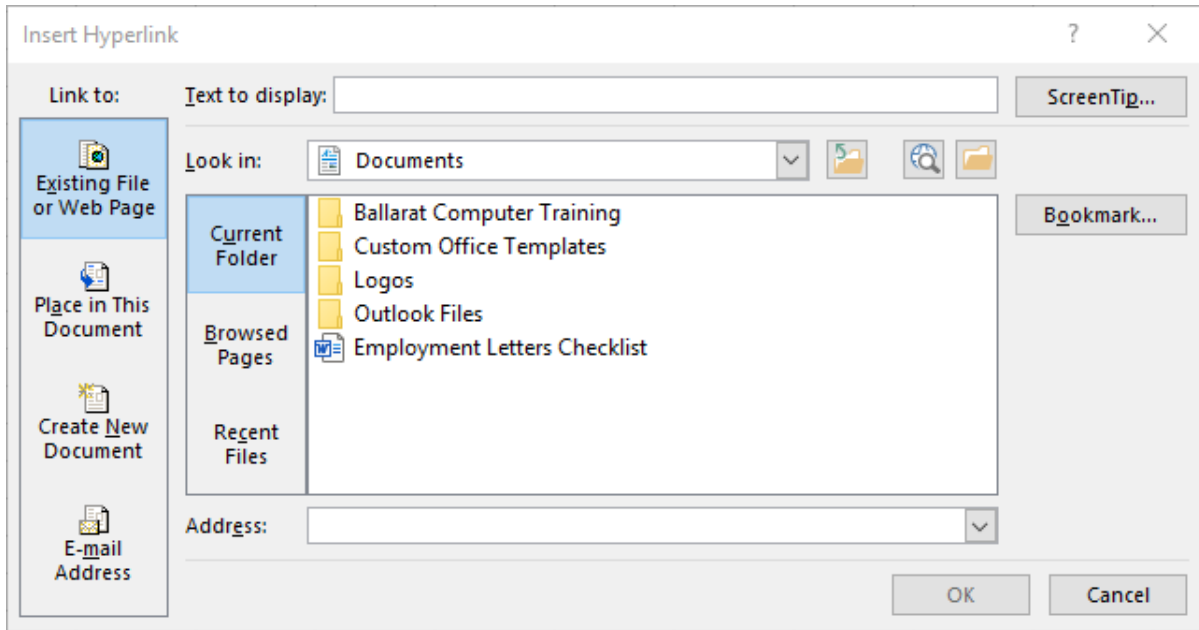 Insert Hyperlink
?
Link to:
Text to display:
ScreenTip...
Existing File
or Web Page
Look in:
Documents
Bookmark...
Current
Folder
Ballarat Computer Training
Custom Office Templates
Logos
Outlook Files
Employment Letters Checklist
Place in This
Document
Browsed
Pages
Create New
Document
Recent
Files
E-mail
Address
Address:
OK
Cancel